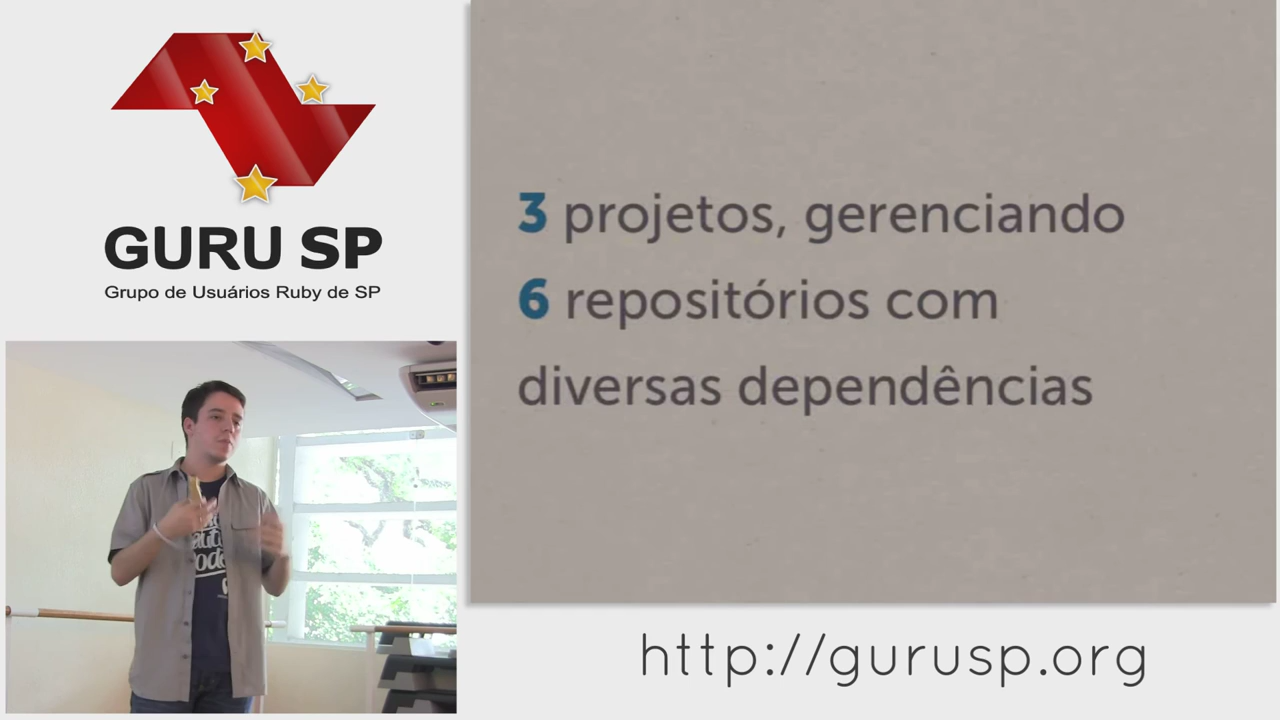 GURU SP
Grupo de Usuários Ruby de SP
3 projetos, gerenciando
6 repositórios com
diversas dependências
http://gurusp.org